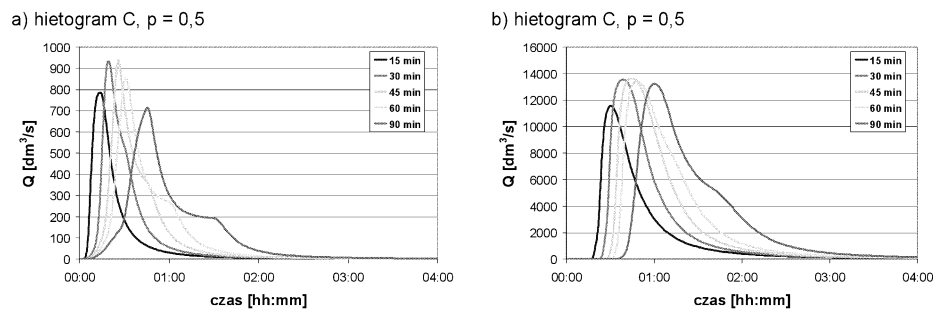 a) hietogram C, p = 0,5
1000
900
800
700
600
500
400
300
200
100
0
Q [dm³/s]
00:00 01:00 02:00 03:00 04:00
czas [hh:mm]
15 min
30 min
45 min
60 min
90 min
b) hietogram C, p = 0,5
16000
14000
12000
10000
8000
6000
4000
2000
0
Q [dm³/s]
00:00 01:00 02:00 03:00 04:00
czas [hh:mm]
15 min
30 min
45 min
60 min
90 min